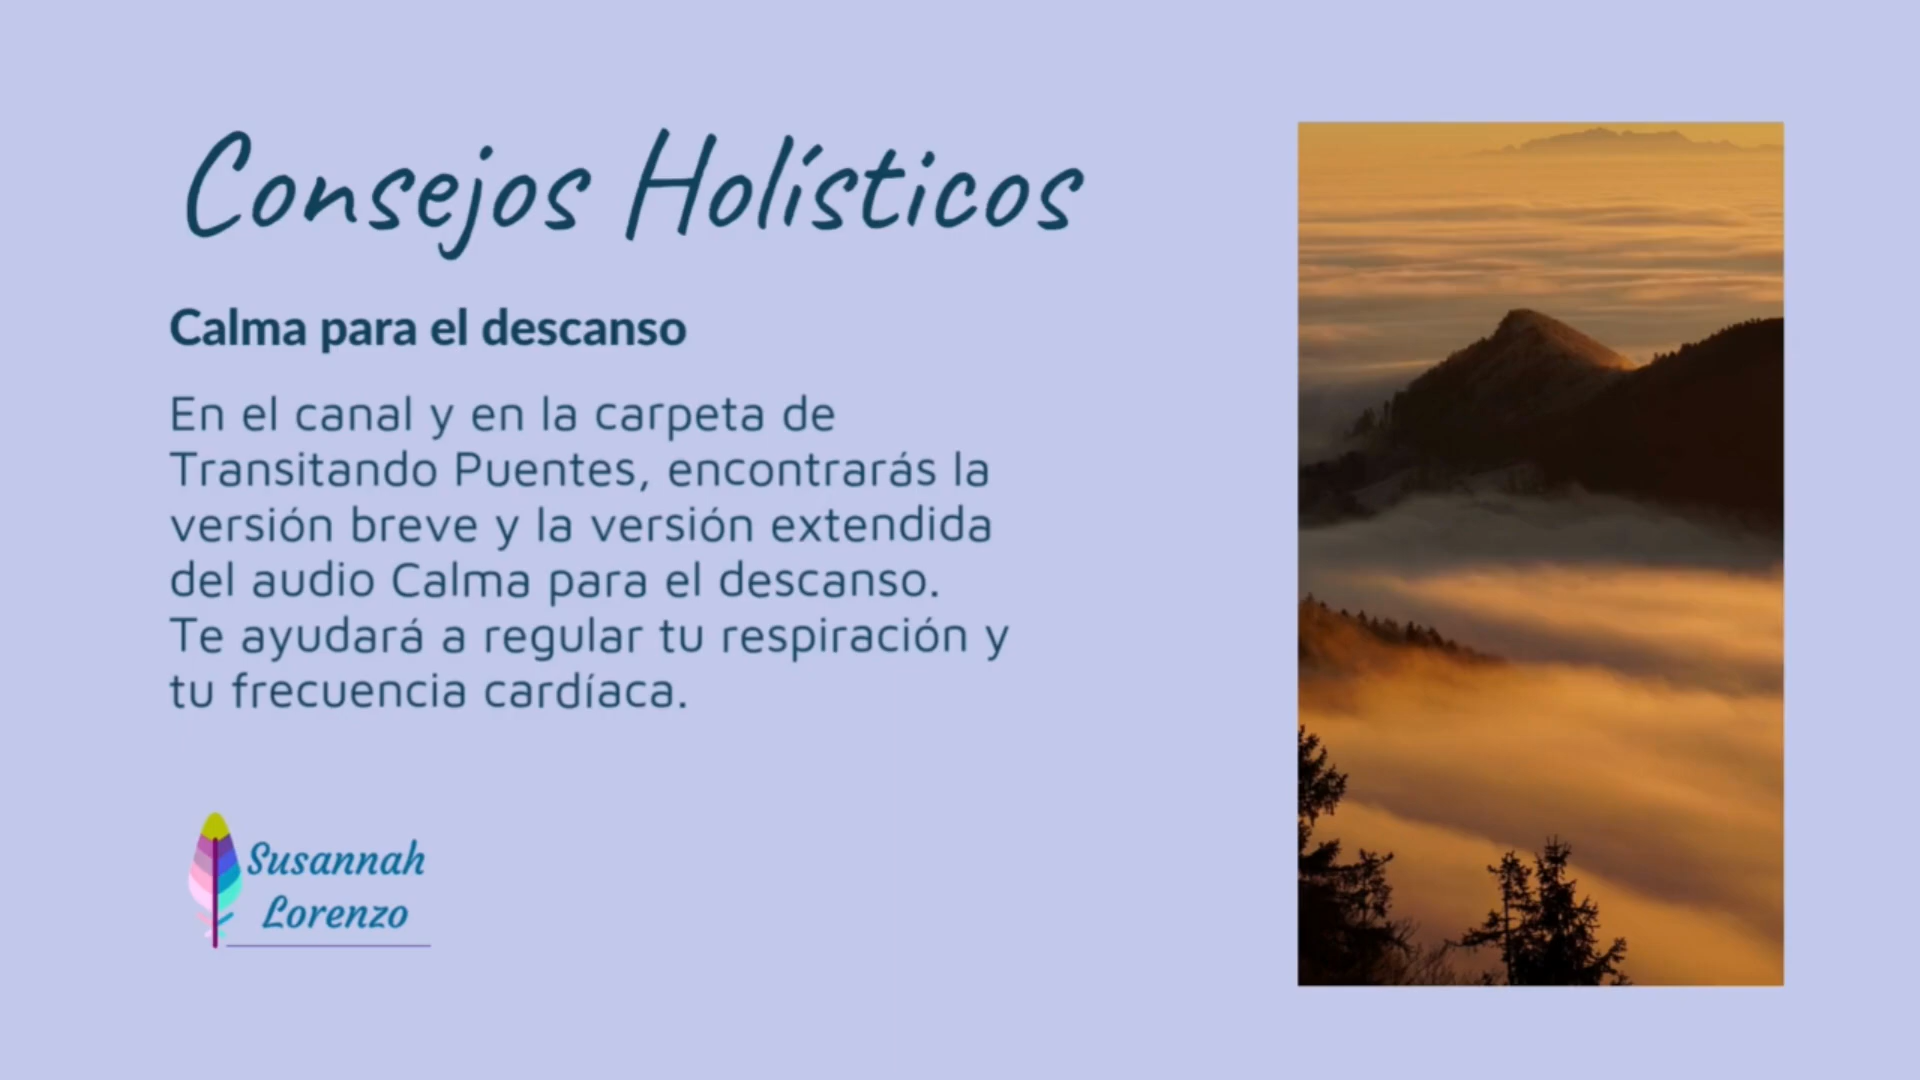 Consejos Holísticos
Calma para el descanso
En el canal y en la carpeta de
Transitando Puentes, encontrarás la
versión breve y la versión extendida
del audio Calma para el descanso.
Te ayudará a regular tu respiración y
tu frecuencia cardíaca.
Susannah
Lorenzo